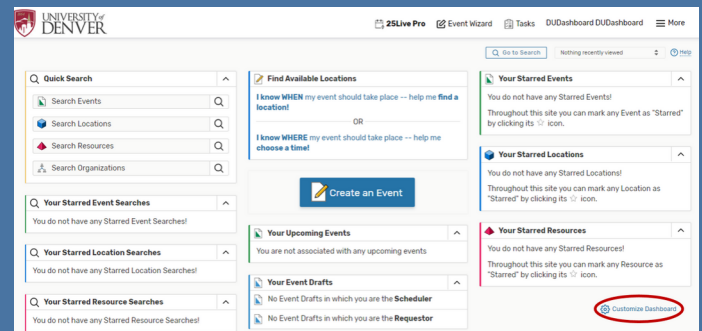 UNIVERSITY of
DENVER
25Live Pro Event Wizard Tasks DUDashboard DUDashboard More
Go to Search Nothing recently viewed Help
Quick Search
Search Events
Search Locations
Search Resources
Search Organizations
Your Starred Event Searches
You do not have any Starred Event Searches!
Your Starred Location Searches
You do not have any Starred Location Searches!
Your Starred Resource Searches
You do not have any Starred Resource Searches!
Find Available Locations
I know WHEN my event should take place -- help me find a
location!
OR
I know WHERE my event should take place -- help me
choose a time!
Create an Event
Your Upcoming Events
You are not associated with any upcoming events
Your Event Drafts
No Event Drafts in which you are the Scheduler
No Event Drafts in which you are the Requestor
Your Starred Events
You do not have any Starred Events!
Throughout this site you can mark any Event as "Starred"
by clicking its ☆ icon.
Your Starred Locations
You do not have any Starred Locations!
Throughout this site you can mark any Location as
"Starred" by clicking its ☆ icon.
Your Starred Resources
You do not have any Starred Resources!
Throughout this site you can mark any Resource as
"Starred" by clicking its ☆ icon.
Customize Dashboard